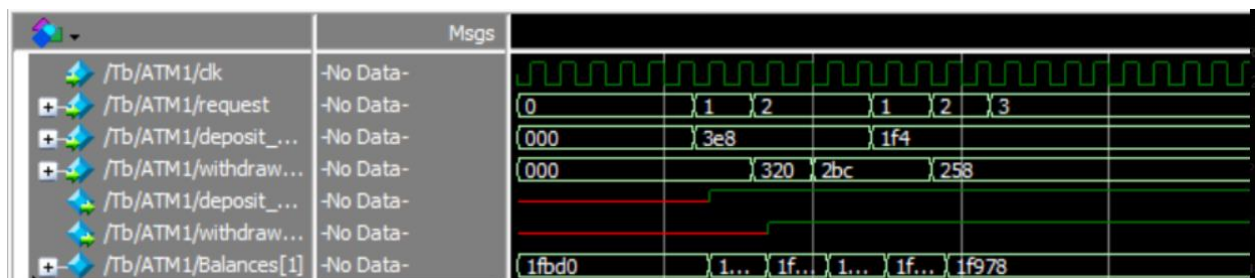 Msgs
/Tb/ATM1/clk -No Data-
/Tb/ATM1/request -No Data- 0 1 2 1 2 3
/Tb/ATM1/deposit_... -No Data- 000 3e8 1f4
/Tb/ATM1/withdraw... -No Data- 000 320 2bc 258
/Tb/ATM1/deposit_... -No Data-
/Tb/ATM1/withdraw... -No Data-
/Tb/ATM1/Balances[1] -No Data- 1fbd0 1... 1f... 1... 1f... 1f978